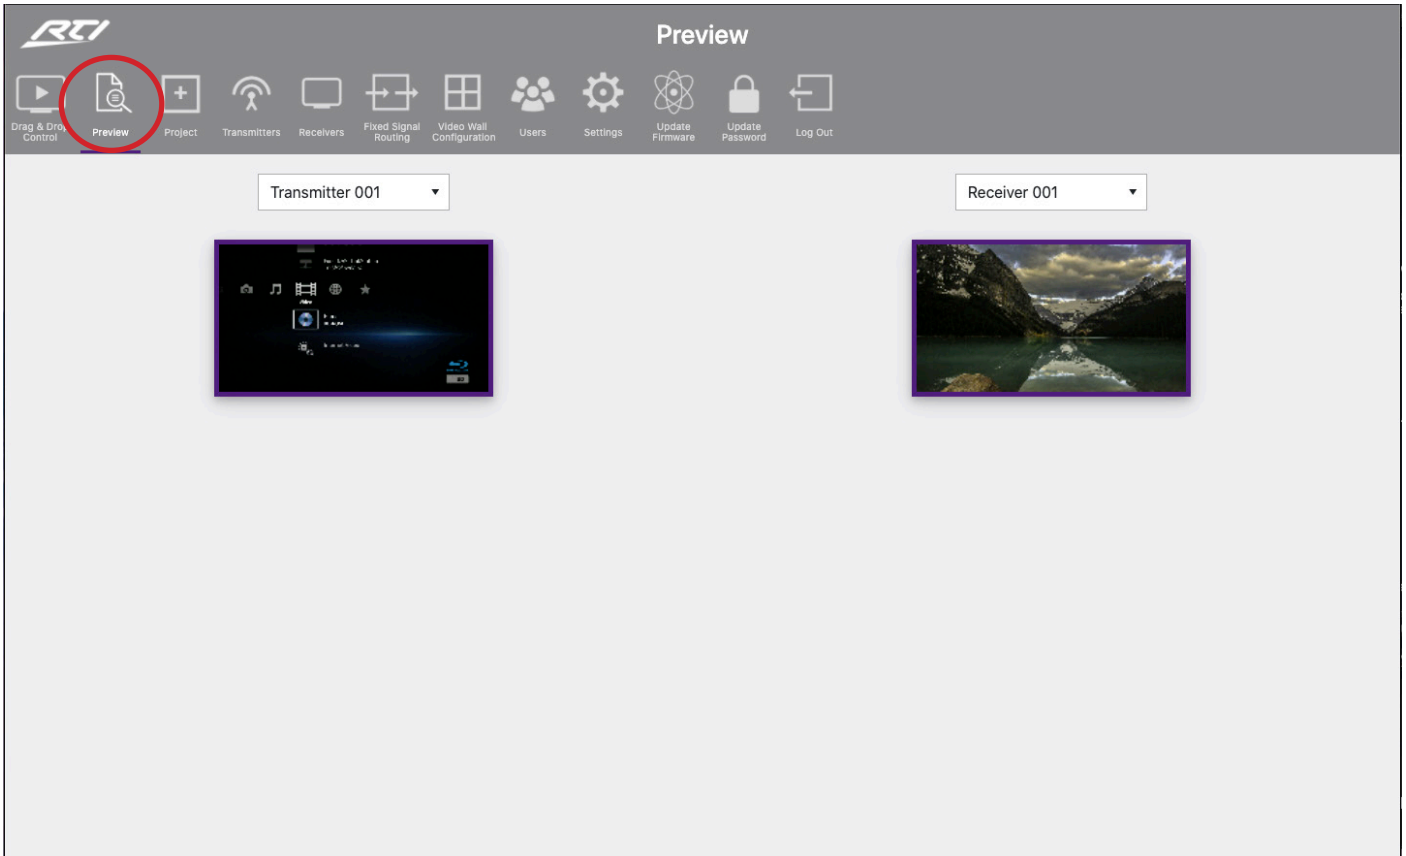 RTI
Preview
Drag & Drop
Control
Preview
Project
Transmitters
Receivers
Fixed Signal
Routing
Video Wall
Configuration
Users
Settings
Update
Firmware
Update
Password
Log Out
Transmitter 001
Receiver 001